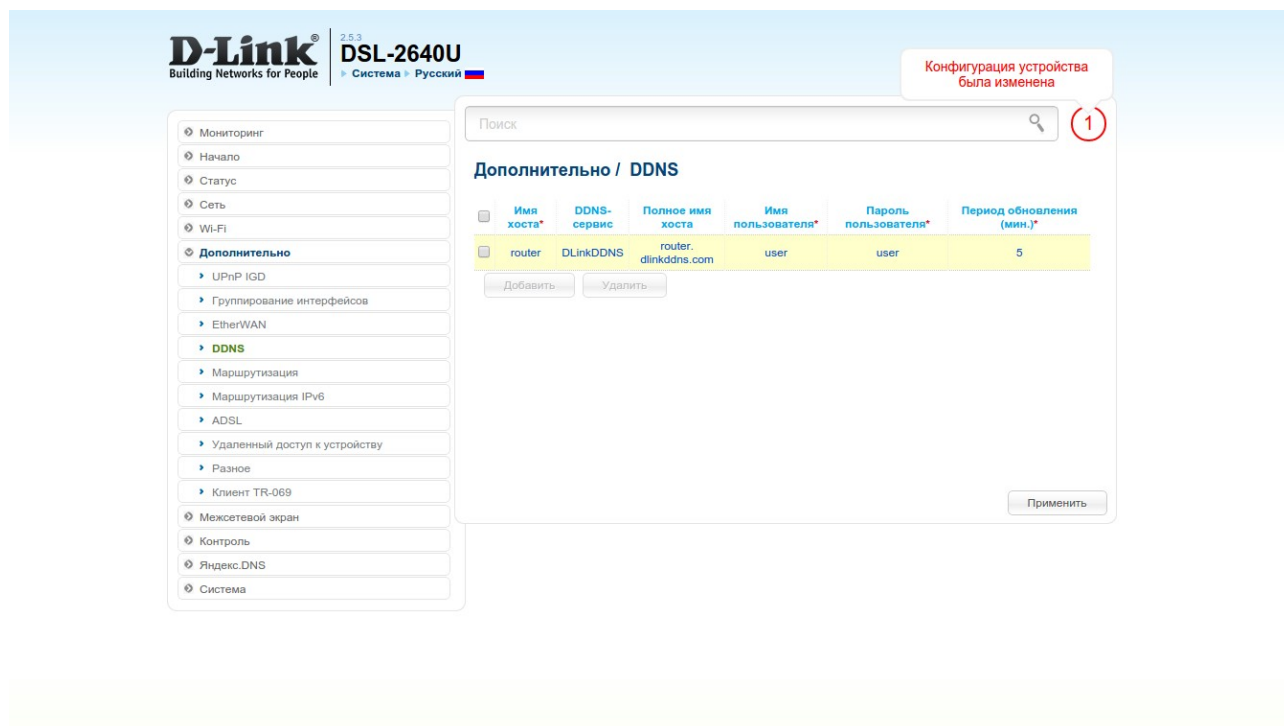 D-Link®
Building Networks for People
2.5.3
DSL-2640U
Система Русский
Конфигурация устройства
была изменена
1
Поиск
Мониторинг
Начало
Статус
Сеть
Wi-Fi
Дополнительно
UPnP IGD
Группирование интерфейсов
EtherWAN
DDNS
Маршрутизация
Маршрутизация IPv6
ADSL
Удаленный доступ к устройству
Разное
Клиент TR-069
Межсетевой экран
Контроль
Яндекс.DNS
Система
Дополнительно / DDNS
Имя хоста* DDNS-сервис Полное имя хоста Имя пользователя* Пароль пользователя* Период обновления (мин.)*
router DLinkDDNS router.dlinkddns.com user user 5
Добавить Удалить
Применить